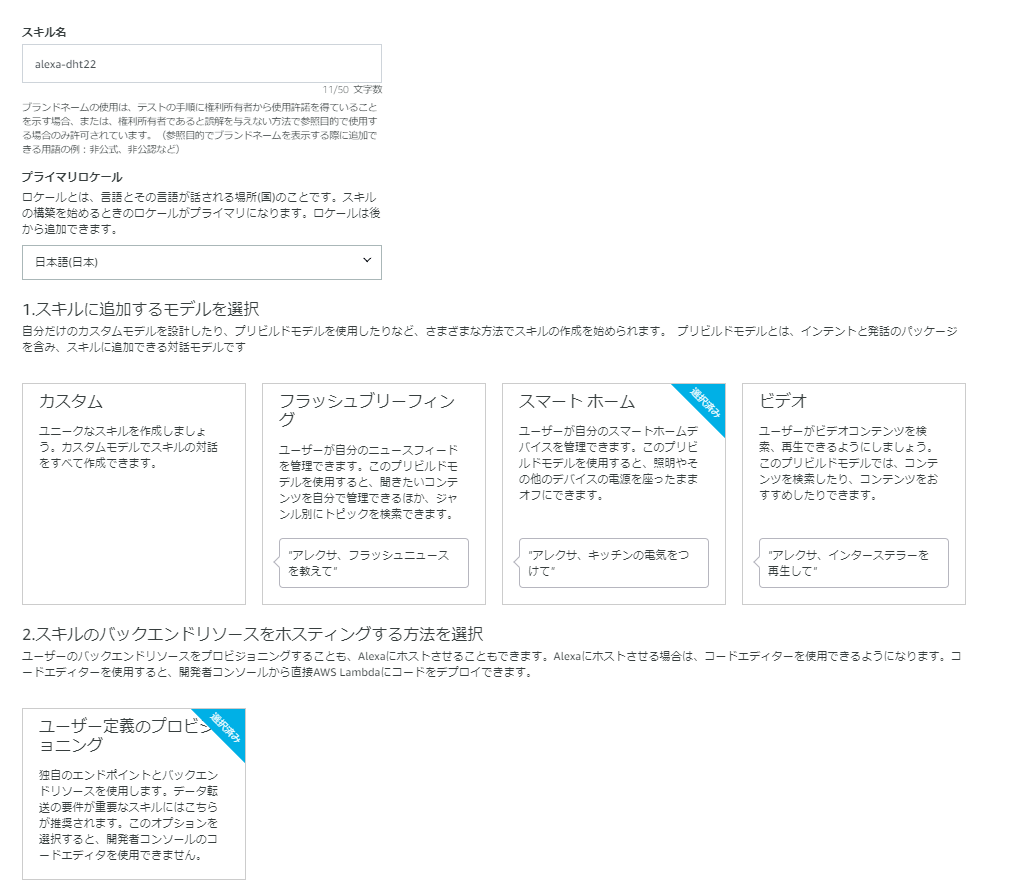 スキル名
alexa-dht22
11/50 文字数
ブランドネームの使用は、テストの手順に権利所有者から使用許諾を得ていること
を示す場合、または、権利所有者であると誤解を与えない方法で参照目的で使用す
る場合のみ許可されています。（参照目的でブランドネームを表示する際に追加で
きる用語の例：非公式、非公認など）
プライマリロケール
ロケールとは、言語とその言語が話される場所(国)のことです。スキル
の構築を始めるときのロケールがプライマリになります。ロケールは後
から追加できます。
日本語(日本)
1.スキルに追加するモデルを選択
自分だけのカスタムモデルを設計したり、プリビルドモデルを使用したりなど、さまざまな方法でスキルの作成を始められます。 プリビルドモデルとは、インテントと発話のパッケージ
を含み、スキルに追加できる対話モデルです
カスタム
ユニークなスキルを作成しましょ
う。カスタムモデルでスキルの対話
をすべて作成できます。
フラッシュブリーフィン
グ
ユーザーが自分のニュースフィード
を管理できます。このプリビルドモ
デルを使用すると、聞きたいコンテ
ンツを自分で管理できるほか、ジャ
ンル別にトピックを検索できます。
"アレクサ、フラッシュニュース
を教えて"
スマート ホーム
選択済み
ユーザーが自分のスマートホームデ
バイスを管理できます。このプリビ
ルドモデルを使用すると、照明やそ
の他のデバイスの電源を座ったまま
オフにできます。
"アレクサ、キッチンの電気をつ
けて"
ビデオ
ユーザーがビデオコンテンツを検
索、再生できるようにしましょう。
このプリビルドモデルでは、コンテ
ンツを検索したり、コンテンツをお
すすめしたりできます。
"アレクサ、インターステラーを
再生して"
2.スキルのバックエンドリソースをホスティングする方法を選択
ユーザーのバックエンドリソースをプロビジョニングすることも、Alexaにホストさせることもできます。Alexaにホストさせる場合は、コードエディターを使用できるようになります。コ
ードエディターを使用すると、開発者コンソールから直接AWS Lambdaにコードをデプロイできます。
ユーザー定義のプロビジ
ョニング
選択済み
独自のエンドポイントとバックエン
ドリソースを使用します。データ転
送の要件が重要なスキルにはこちら
が推奨されます。このオプションを
選択すると、開発者コンソールのコ
ードエディタを使用できません。